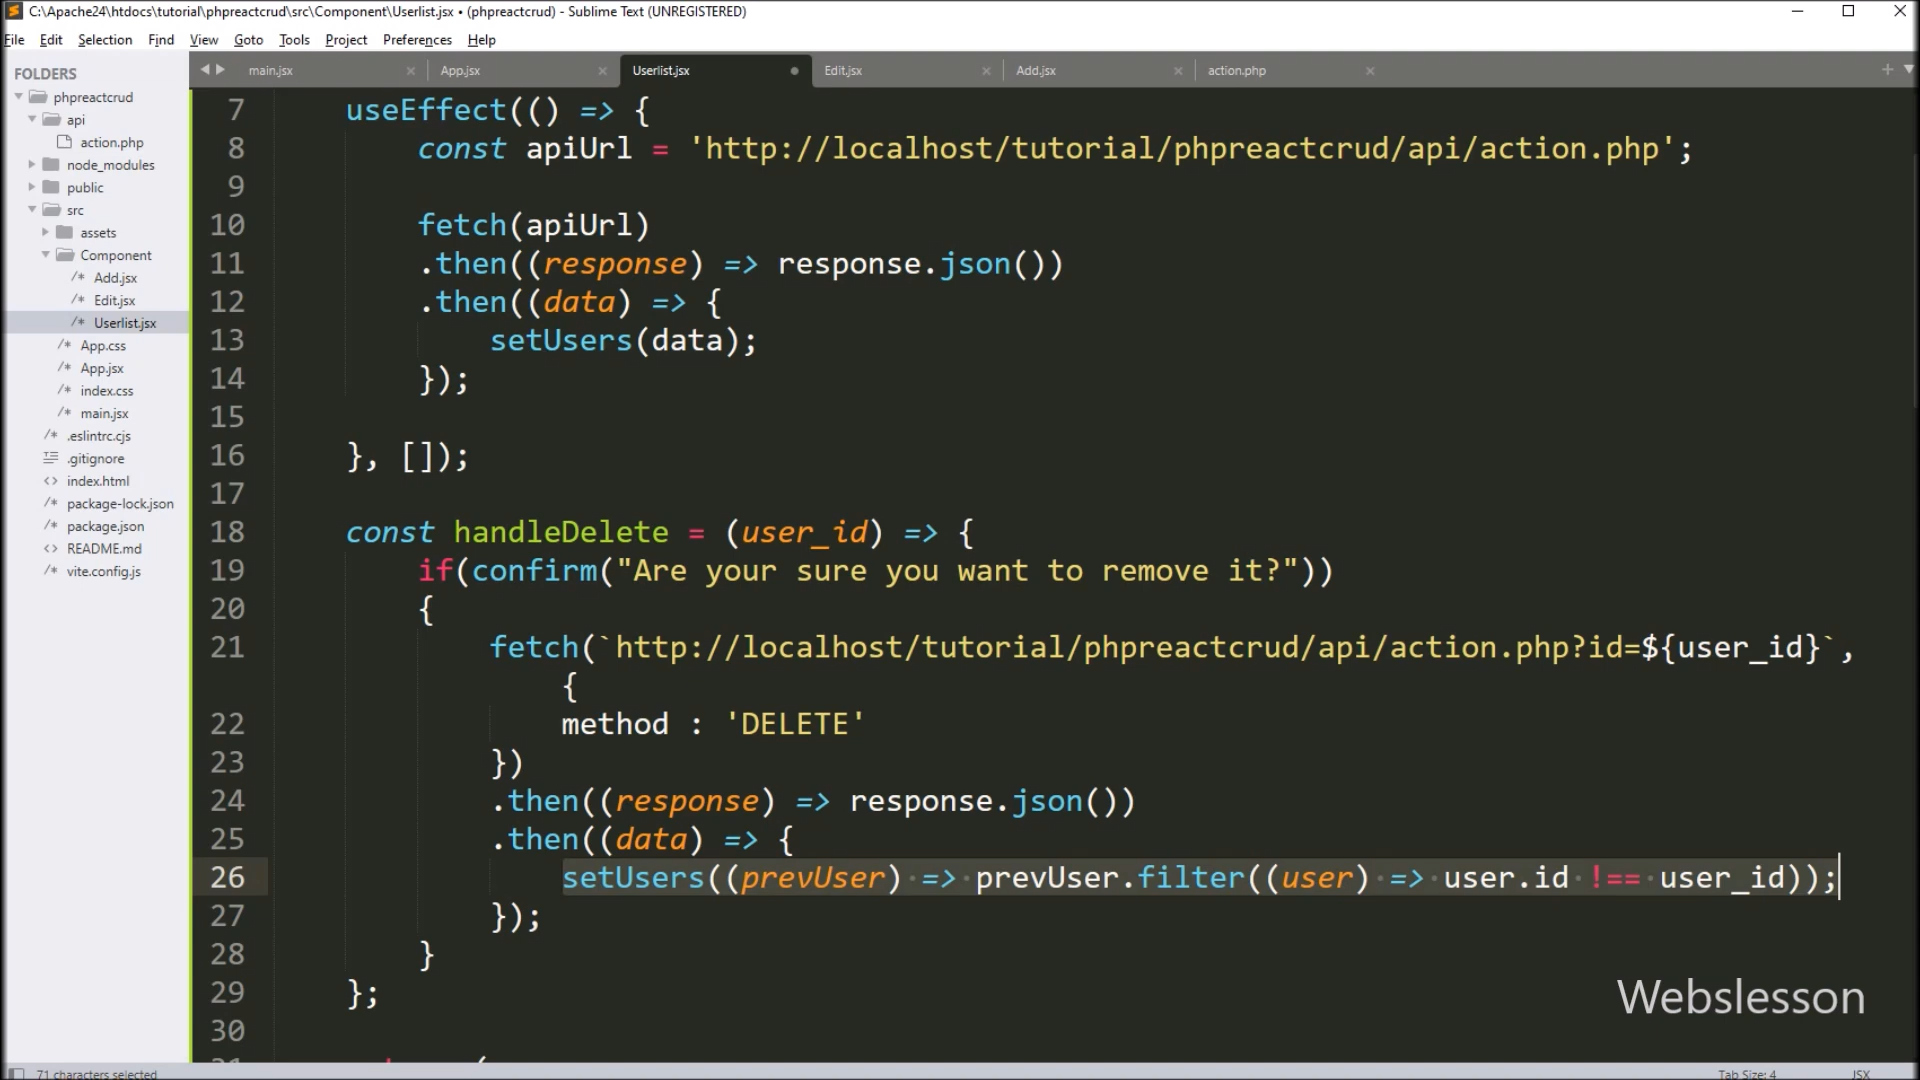 C:\Apache24\htdocs\tutorial\phpreactcrud\src\Component\Userlist.jsx • (phpreactcrud) - Sublime Text (UNREGISTERED)
File Edit Selection Find View Goto Tools Project Preferences Help
main.jsx App.jsx Userlist.jsx Edit.jsx Add.jsx action.php
FOLDERS
phpreactcrud
api
action.php
node_modules
public
src
assets
Component
/* Add.jsx
/* Edit.jsx
/* Userlist.jsx
/* App.css
/* App.jsx
/* index.css
/* main.jsx
/* .eslintrc.cjs
.gitignore
<> index.html
/* package-lock.json
/* package.json
<> README.md
/* vite.config.js
7 useEffect(() => {
8 const apiUrl = 'http://localhost/tutorial/phpreactcrud/api/action.php';
9
10 fetch(apiUrl)
11 .then((response) => response.json())
12 .then((data) => {
13 setUsers(data);
14 });
15
16 }, []);
17
18 const handleDelete = (user_id) => {
19 if(confirm("Are your sure you want to remove it?"))
20 {
21 fetch(`http://localhost/tutorial/phpreactcrud/api/action.php?id=${user_id}`,
{
22 method : 'DELETE'
23 })
24 .then((response) => response.json())
25 .then((data) => {
26 setUsers((prevUser) => prevUser.filter((user) => user.id !== user_id));
27 });
28 }
29 };
30
Webslesson
71 characters selected
Tab Size: 4 JSX